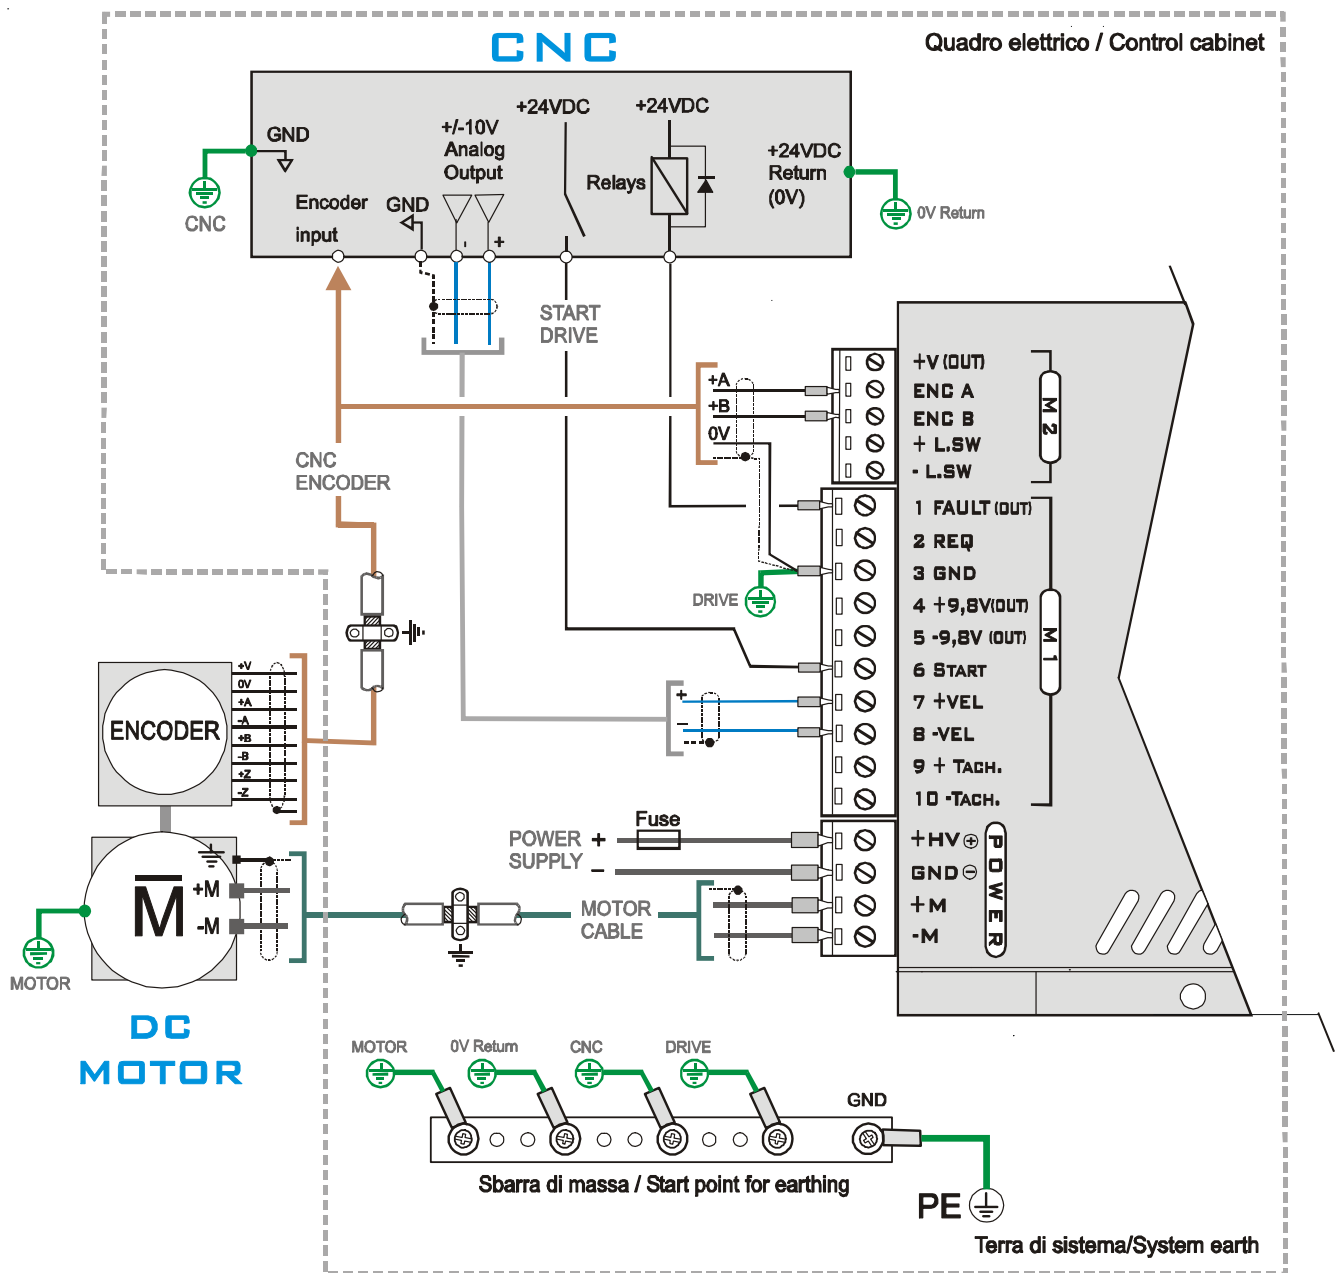 Quadro elettrico / Control cabinet
CNC
+24VDC
+24VDC
GND
+/-10V
Analog
Output
+24VDC
Return
(0V)
Relays
Encoder
input
GND
-
+
CNC
0V Return
START
DRIVE
+A
+B
0V
CNC
ENCODER
+V (OUT)
ENC A
ENC B
+ L.SW
- L.SW
M 2
1 FAULT (OUT)
2 REQ
3 GND
4 +9,8V(OUT)
5 -9,8V (OUT)
6 START
7 +VEL
8 -VEL
9 + TACH.
10 -TACH.
M 1
DRIVE
+
-
ENCODER
+V
0V
+A
-A
+B
-B
+Z
-Z
Fuse
POWER +
SUPPLY -
+HV +
GND -
+M
-M
POWER
M
+M
-M
MOTOR
CABLE
MOTOR
DC
MOTOR
MOTOR
0V Return
CNC
DRIVE
GND
Sbarra di massa / Start point for earthing
PE
Terra di sistema/System earth